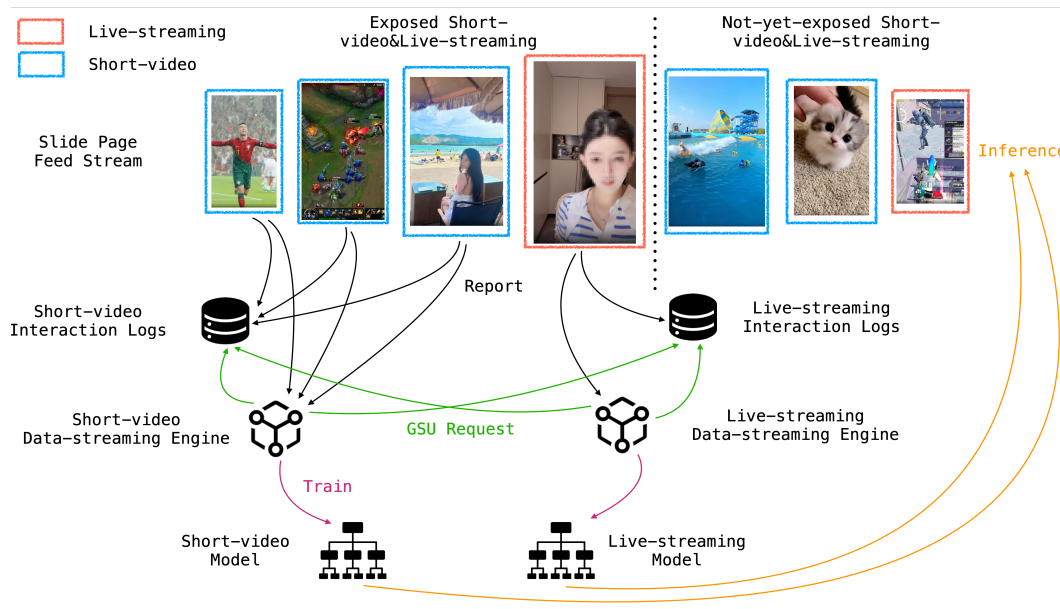 Live-streaming
Short-video
Exposed Short-
video&Live-streaming
Not-yet-exposed Short-
video&Live-streaming
Slide Page
Feed Stream
Inference
Report
Short-video
Interaction Logs
Live-streaming
Interaction Logs
Short-video
Data-streaming Engine
GSU Request
Live-streaming
Data-streaming Engine
Train
Short-video
Model
Live-streaming
Model